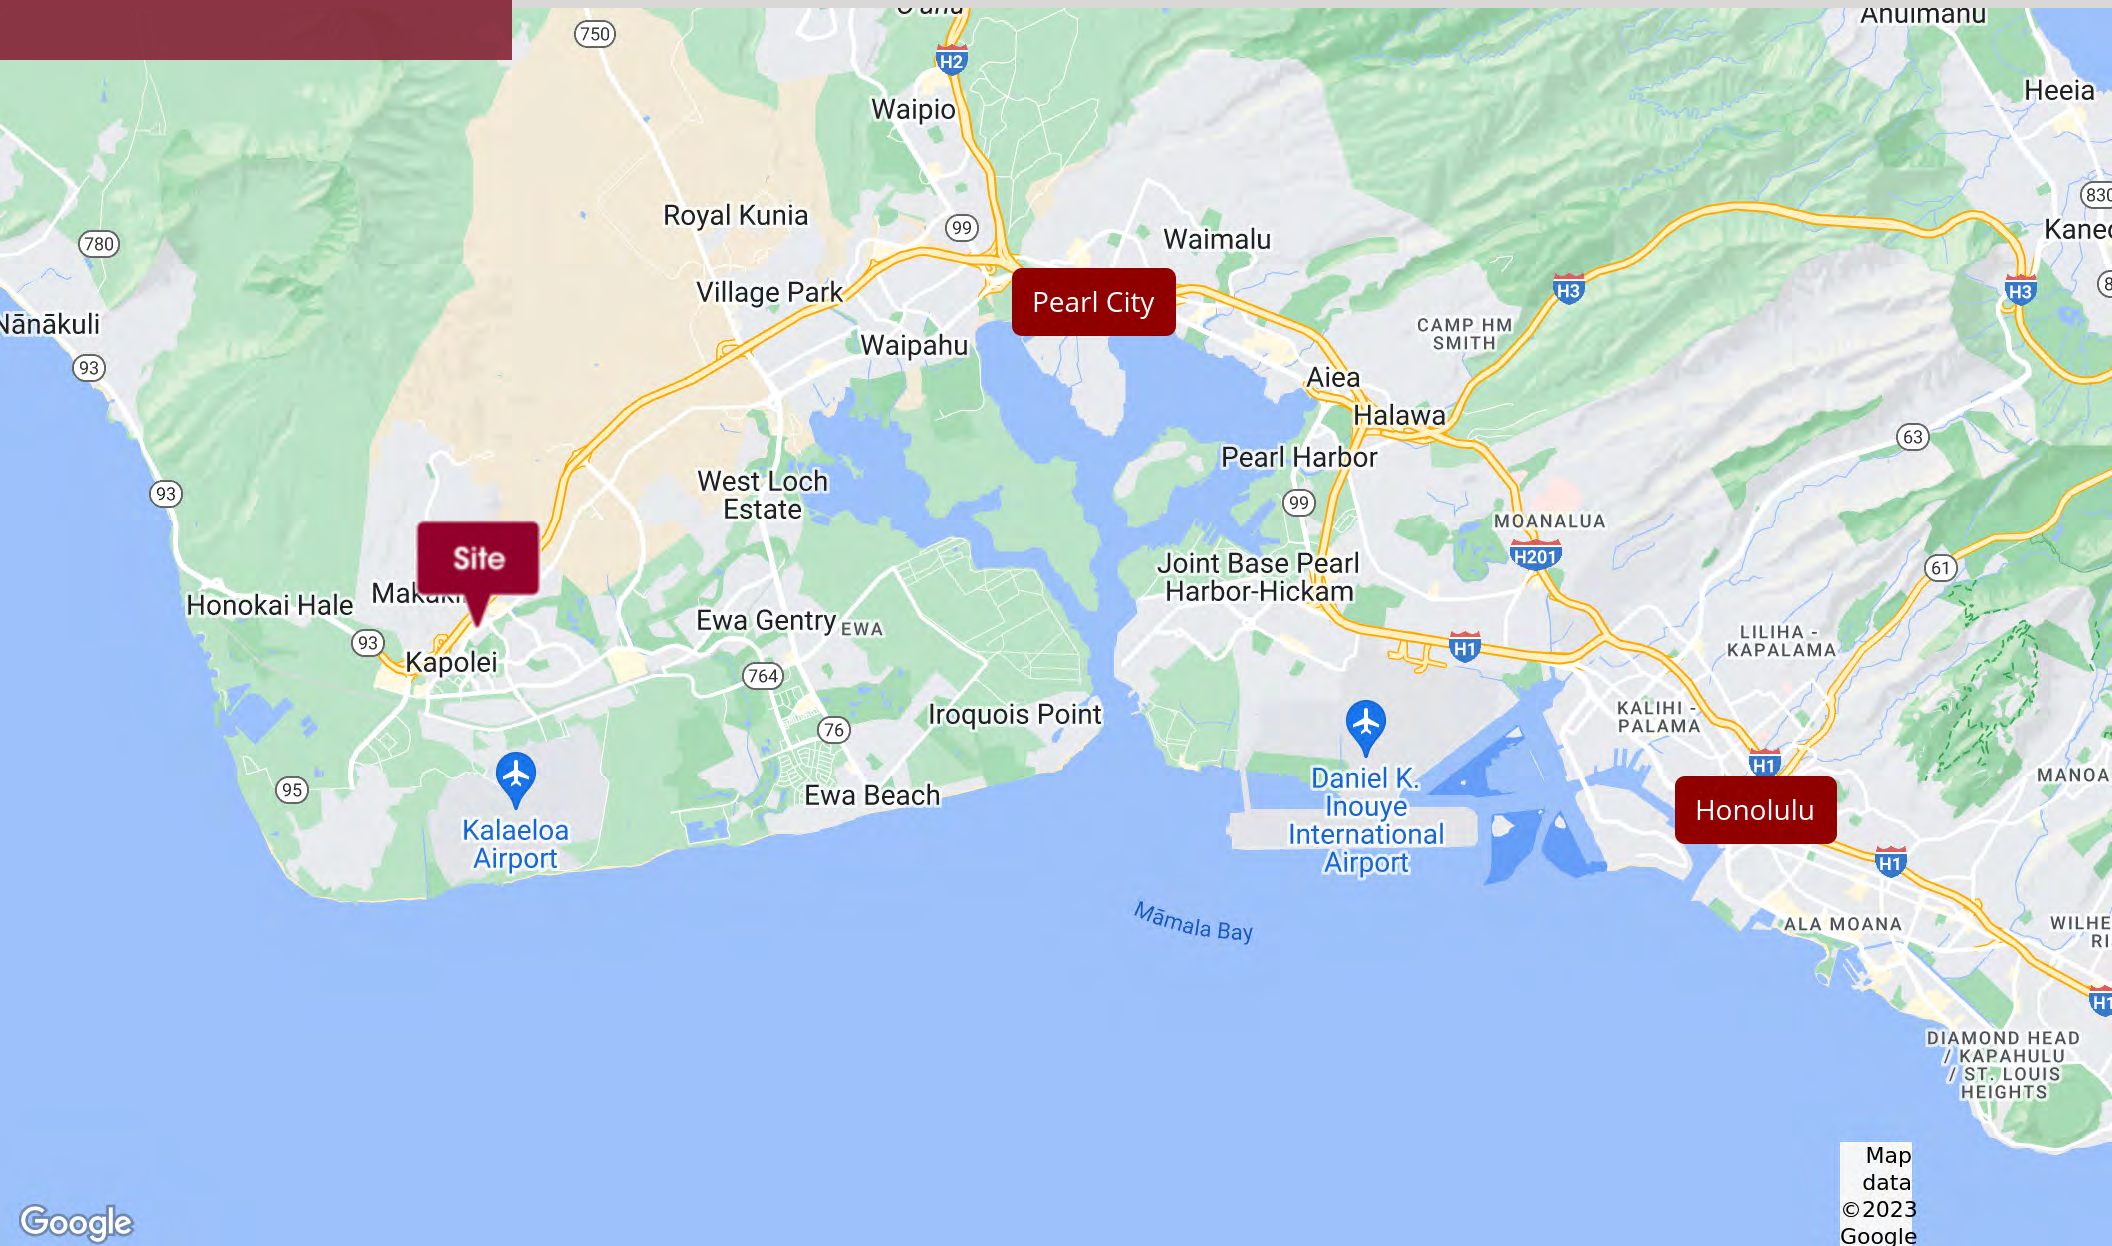 750
H2
Anuimanu
Heeia
Waipio
830
Royal Kunia
99
Waimalu
780
Village Park
Pearl City
H3
H3
Nānākuli
CAMP HM
SMITH
Waipahu
93
Aiea
Halawa
63
Pearl Harbor
West Loch
Estate
93
99
MOANALUA
Site
H201
Joint Base Pearl
Harbor-Hickam
61
Honokai Hale
Ewa Gentry
EWA
93
H1
LILIHA -
KAPALAMA
Kapolei
764
Iroquois Point
KALIHI -
PALAMA
76
95
H1
Daniel K.
Inouye
International
Airport
MANOA
Ewa Beach
Honolulu
Kalaeloa
Airport
H1
Māmala Bay
ALA MOANA
H1
DIAMOND HEAD
/ KAPAHULU
/ ST. LOUIS
HEIGHTS
Map
data
©2023
Google
Google